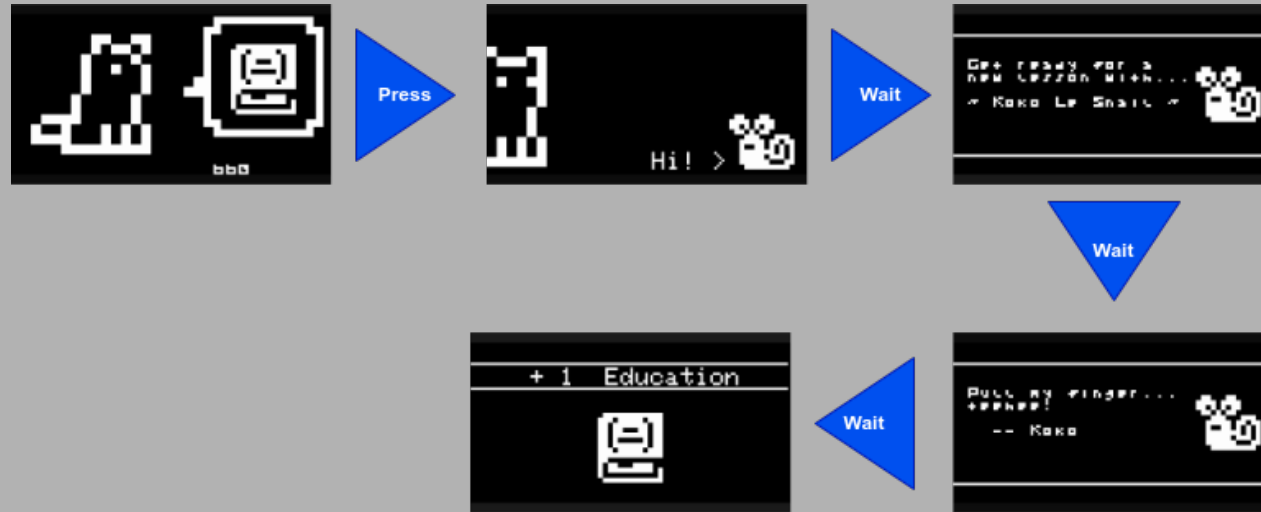 (=)
bb0
Press
Hi! >
Wait
Get ready for a
new lesson with...
~ Koko Le Snail ~
Wait
Pull my finger...
teehee!
-- Koko
Wait
+ 1 Education
(=)